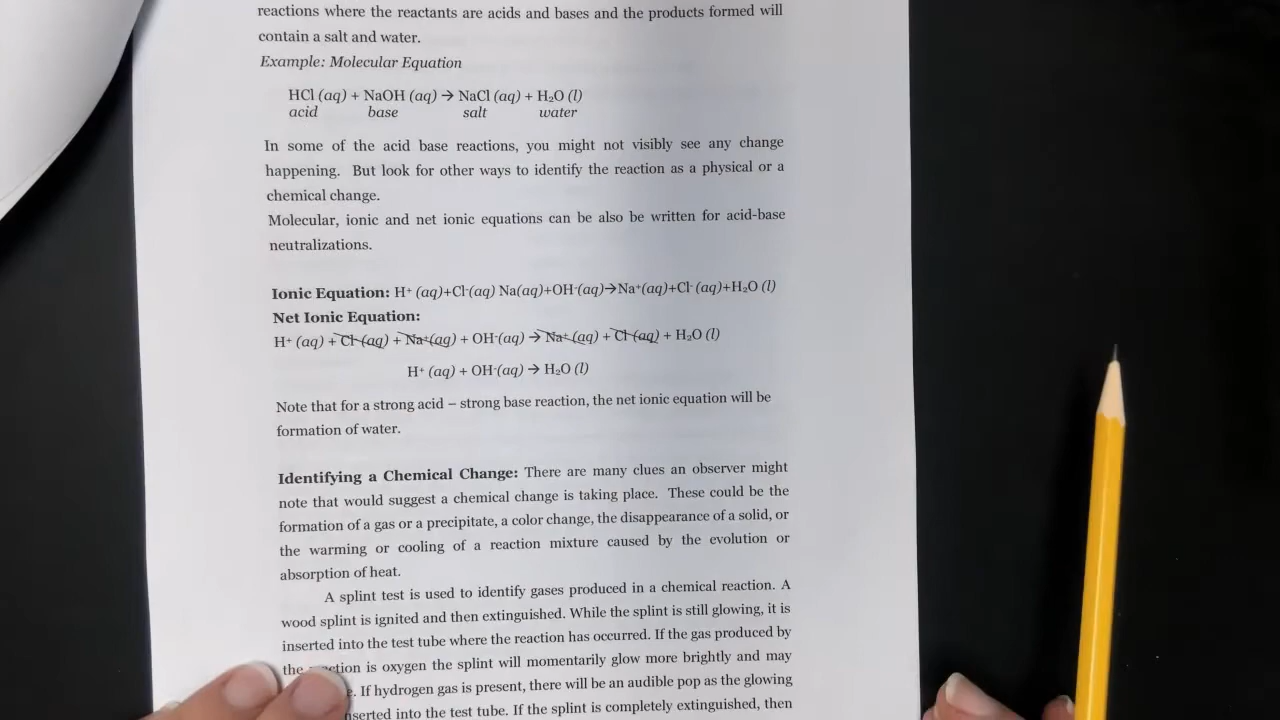 reactions where the reactants are acids and bases and the products formed will
contain a salt and water.
Example: Molecular Equation
HCl (aq) + NaOH (aq) → NaCl (aq) + H₂O (l)
acid base salt water
In some of the acid base reactions, you might not visibly see any change
happening. But look for other ways to identify the reaction as a physical or a
chemical change.
Molecular, ionic and net ionic equations can be also be written for acid-base
neutralizations.
Ionic Equation: H⁺ (aq)+Cl⁻(aq) Na(aq)+OH⁻(aq)→Na⁺(aq)+Cl⁻ (aq)+H₂O (l)
Net Ionic Equation:
H⁺ (aq) + Cl⁻(aq) + Na⁺(aq) + OH⁻(aq) → Na⁺ (aq) + Cl⁻(aq) + H₂O (l)
H⁺ (aq) + OH⁻(aq) → H₂O (l)
Note that for a strong acid – strong base reaction, the net ionic equation will be
formation of water.
Identifying a Chemical Change: There are many clues an observer might
note that would suggest a chemical change is taking place. These could be the
formation of a gas or a precipitate, a color change, the disappearance of a solid, or
the warming or cooling of a reaction mixture caused by the evolution or
absorption of heat.
A splint test is used to identify gases produced in a chemical reaction. A
wood splint is ignited and then extinguished. While the splint is still glowing, it is
inserted into the test tube where the reaction has occurred. If the gas produced by
the is oxygen the splint will momentarily glow more brightly and may
If hydrogen gas is present, there will be an audible pop as the glowing
into the test tube. If the splint is completely extinguished, then